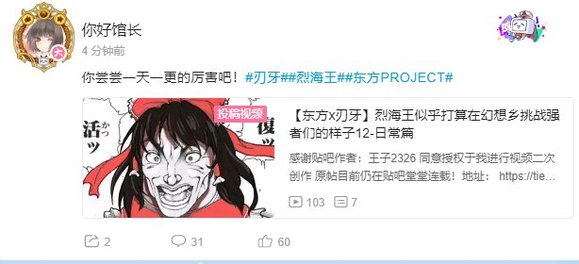 你好馆长
4 分钟前
你尝尝一天一更的厉害吧！#刃牙##烈海王##东方PROJECT#
投稿视频
活ッ
かつ
復ッ
【东方x刃牙】烈海王似乎打算在幻想乡挑战强
者们的样子12-日常篇
感谢贴吧作者：王子2326 同意授权于我进行视频二次
创作 原帖目前仍在贴吧堂堂连载！地址： https://tie...
103
7
2
31
60